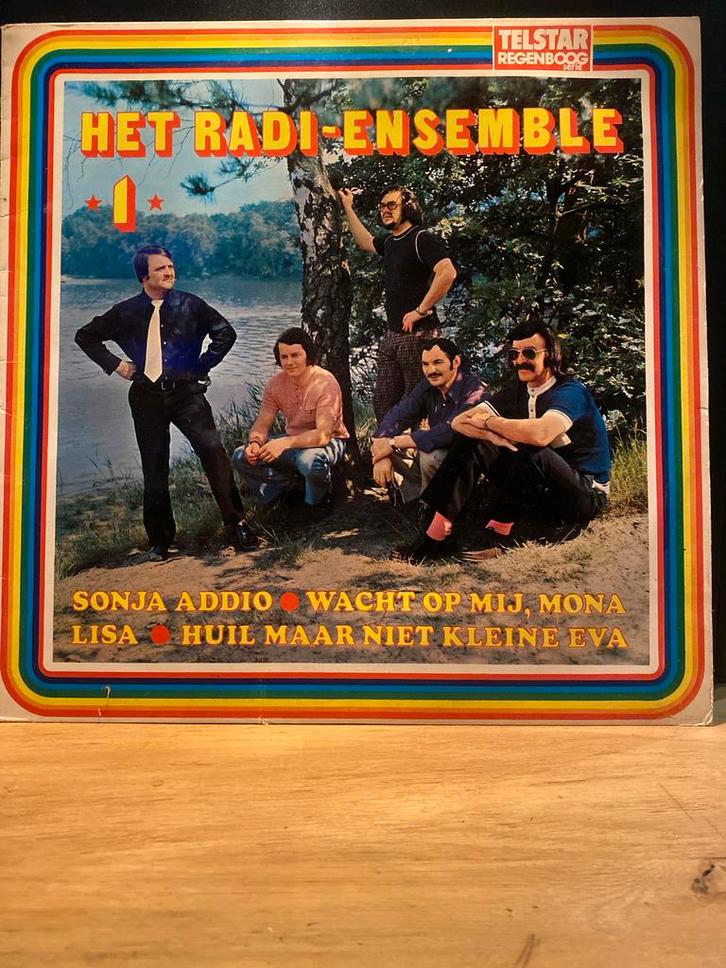 TELSTAR
REGENBOOG
serie
HET RADI-ENSEMBLE
1
SONJA ADDIO • WACHT OP MIJ, MONA
LISA • HUIL MAAR NIET KLEINE EVA